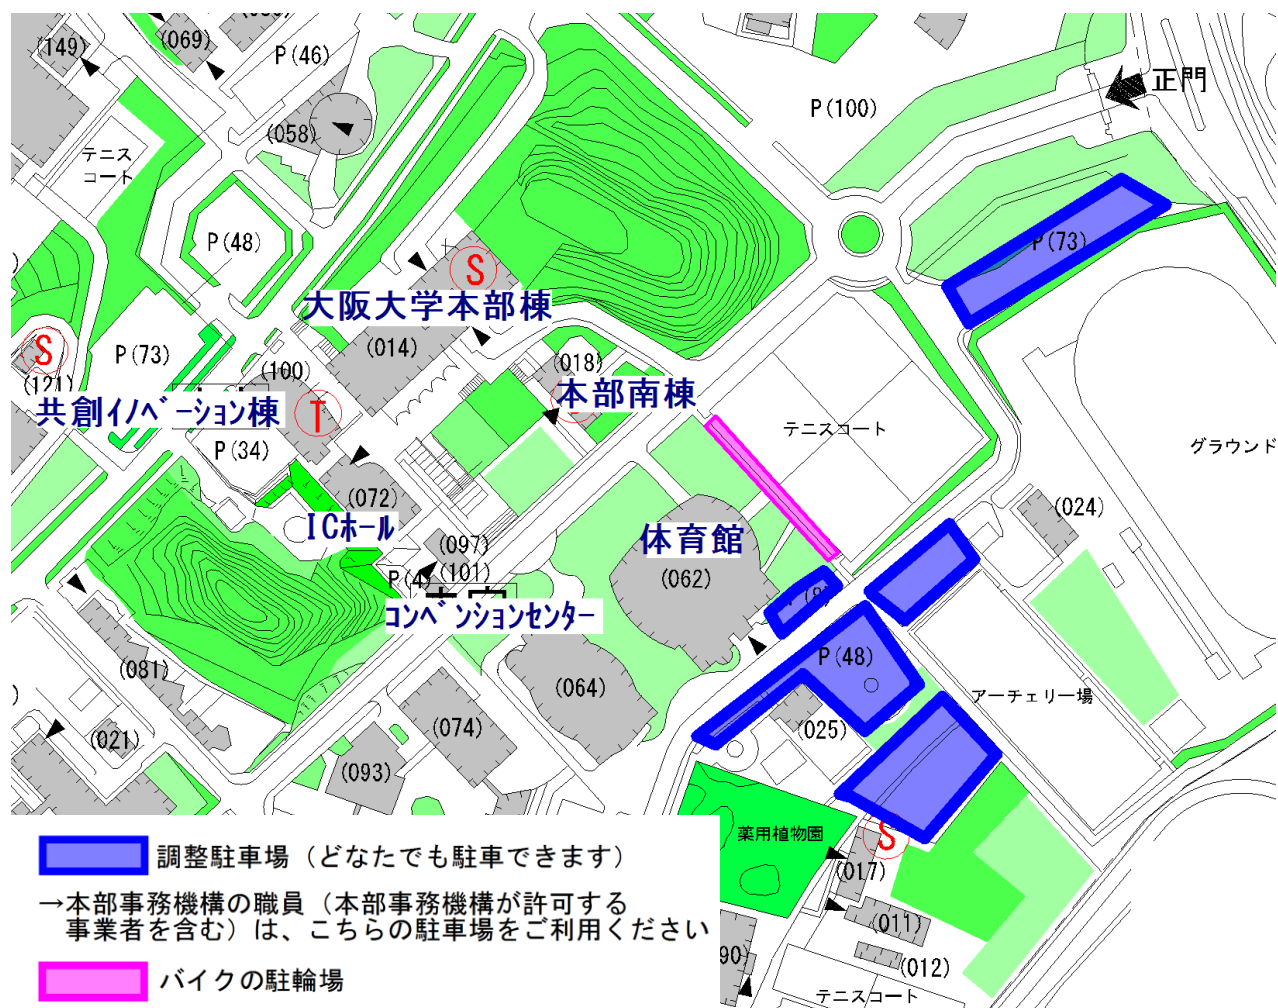 (149)
(069)
P(46)
(058)
テニス
コート
P(100)
正門
P(48)
S
P(73)
大阪大学本部棟
(014)
S
(121)
P(73)
(100)
(018)
共創イノベーション棟
T
本部南棟
P(34)
テニスコート
グラウンド
(072)
ICホール
(024)
(097)
体育館
(062)
P(4)
(101)
コンベンションセンター
P(8)
(081)
P(48)
(064)
アーチェリー場
(074)
(025)
(021)
(093)
薬用植物園
S
(017)
(011)
(012)
90)
テニスコート
調整駐車場（どなたでも駐車できます）
→本部事務機構の職員（本部事務機構が許可する
事業者を含む）は、こちらの駐車場をご利用ください
バイクの駐輪場